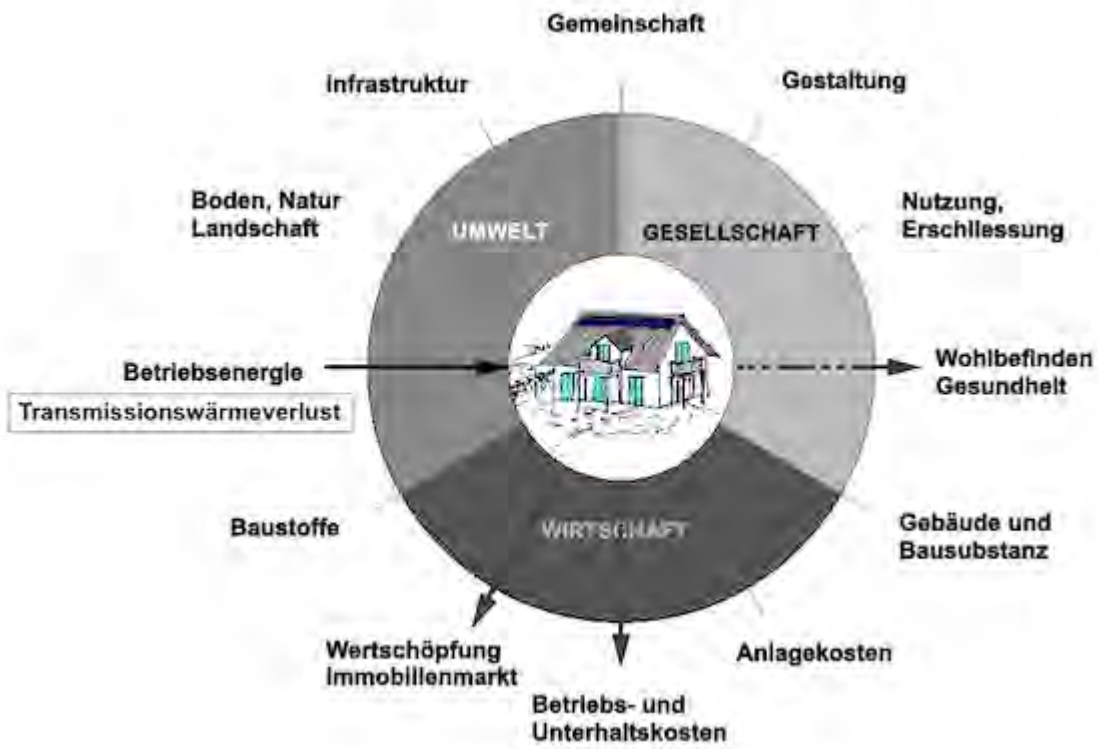 Gemeinschaft
Infrastruktur
Gestaltung
Boden, Natur
Landschaft
Nutzung,
Erschliessung
UMWELT
GESELLSCHAFT
Betriebsenergie
Transmissionswärmeverlust
Wohlbefinden
Gesundheit
Baustoffe
WIRTSCHAFT
Gebäude und
Bausubstanz
Wertschöpfung
Immobilienmarkt
Anlagekosten
Betriebs- und
Unterhaltskosten